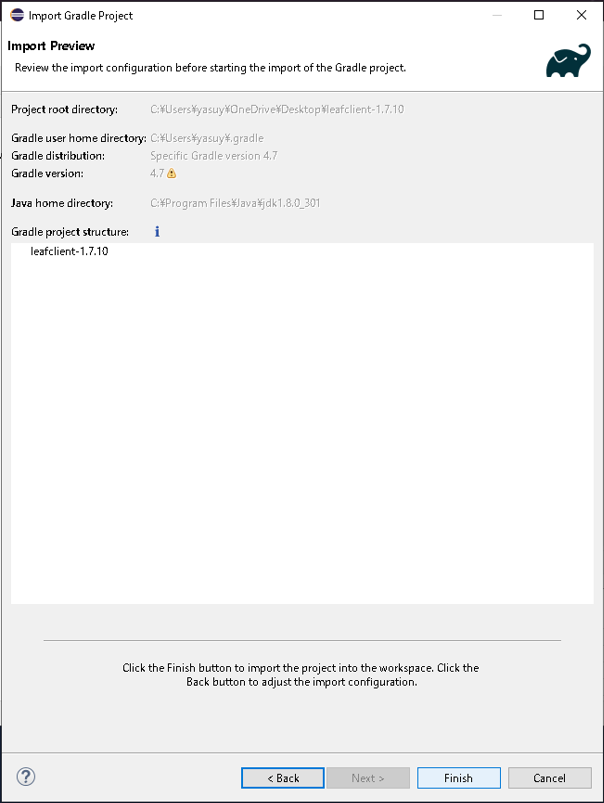 Import Gradle Project
Import Preview
Review the import configuration before starting the import of the Gradle project.
Project root directory: C:¥Users¥yasuy¥OneDrive¥Desktop¥leafclient-1.7.10
Gradle user home directory: C:¥Users¥yasuy¥.gradle
Gradle distribution: Specific Gradle version 4.7
Gradle version: 4.7
Java home directory: C:¥Program Files¥Java¥jdk1.8.0_301
Gradle project structure:
leafclient-1.7.10
Click the Finish button to import the project into the workspace. Click the
Back button to adjust the import configuration.
< Back Next > Finish Cancel